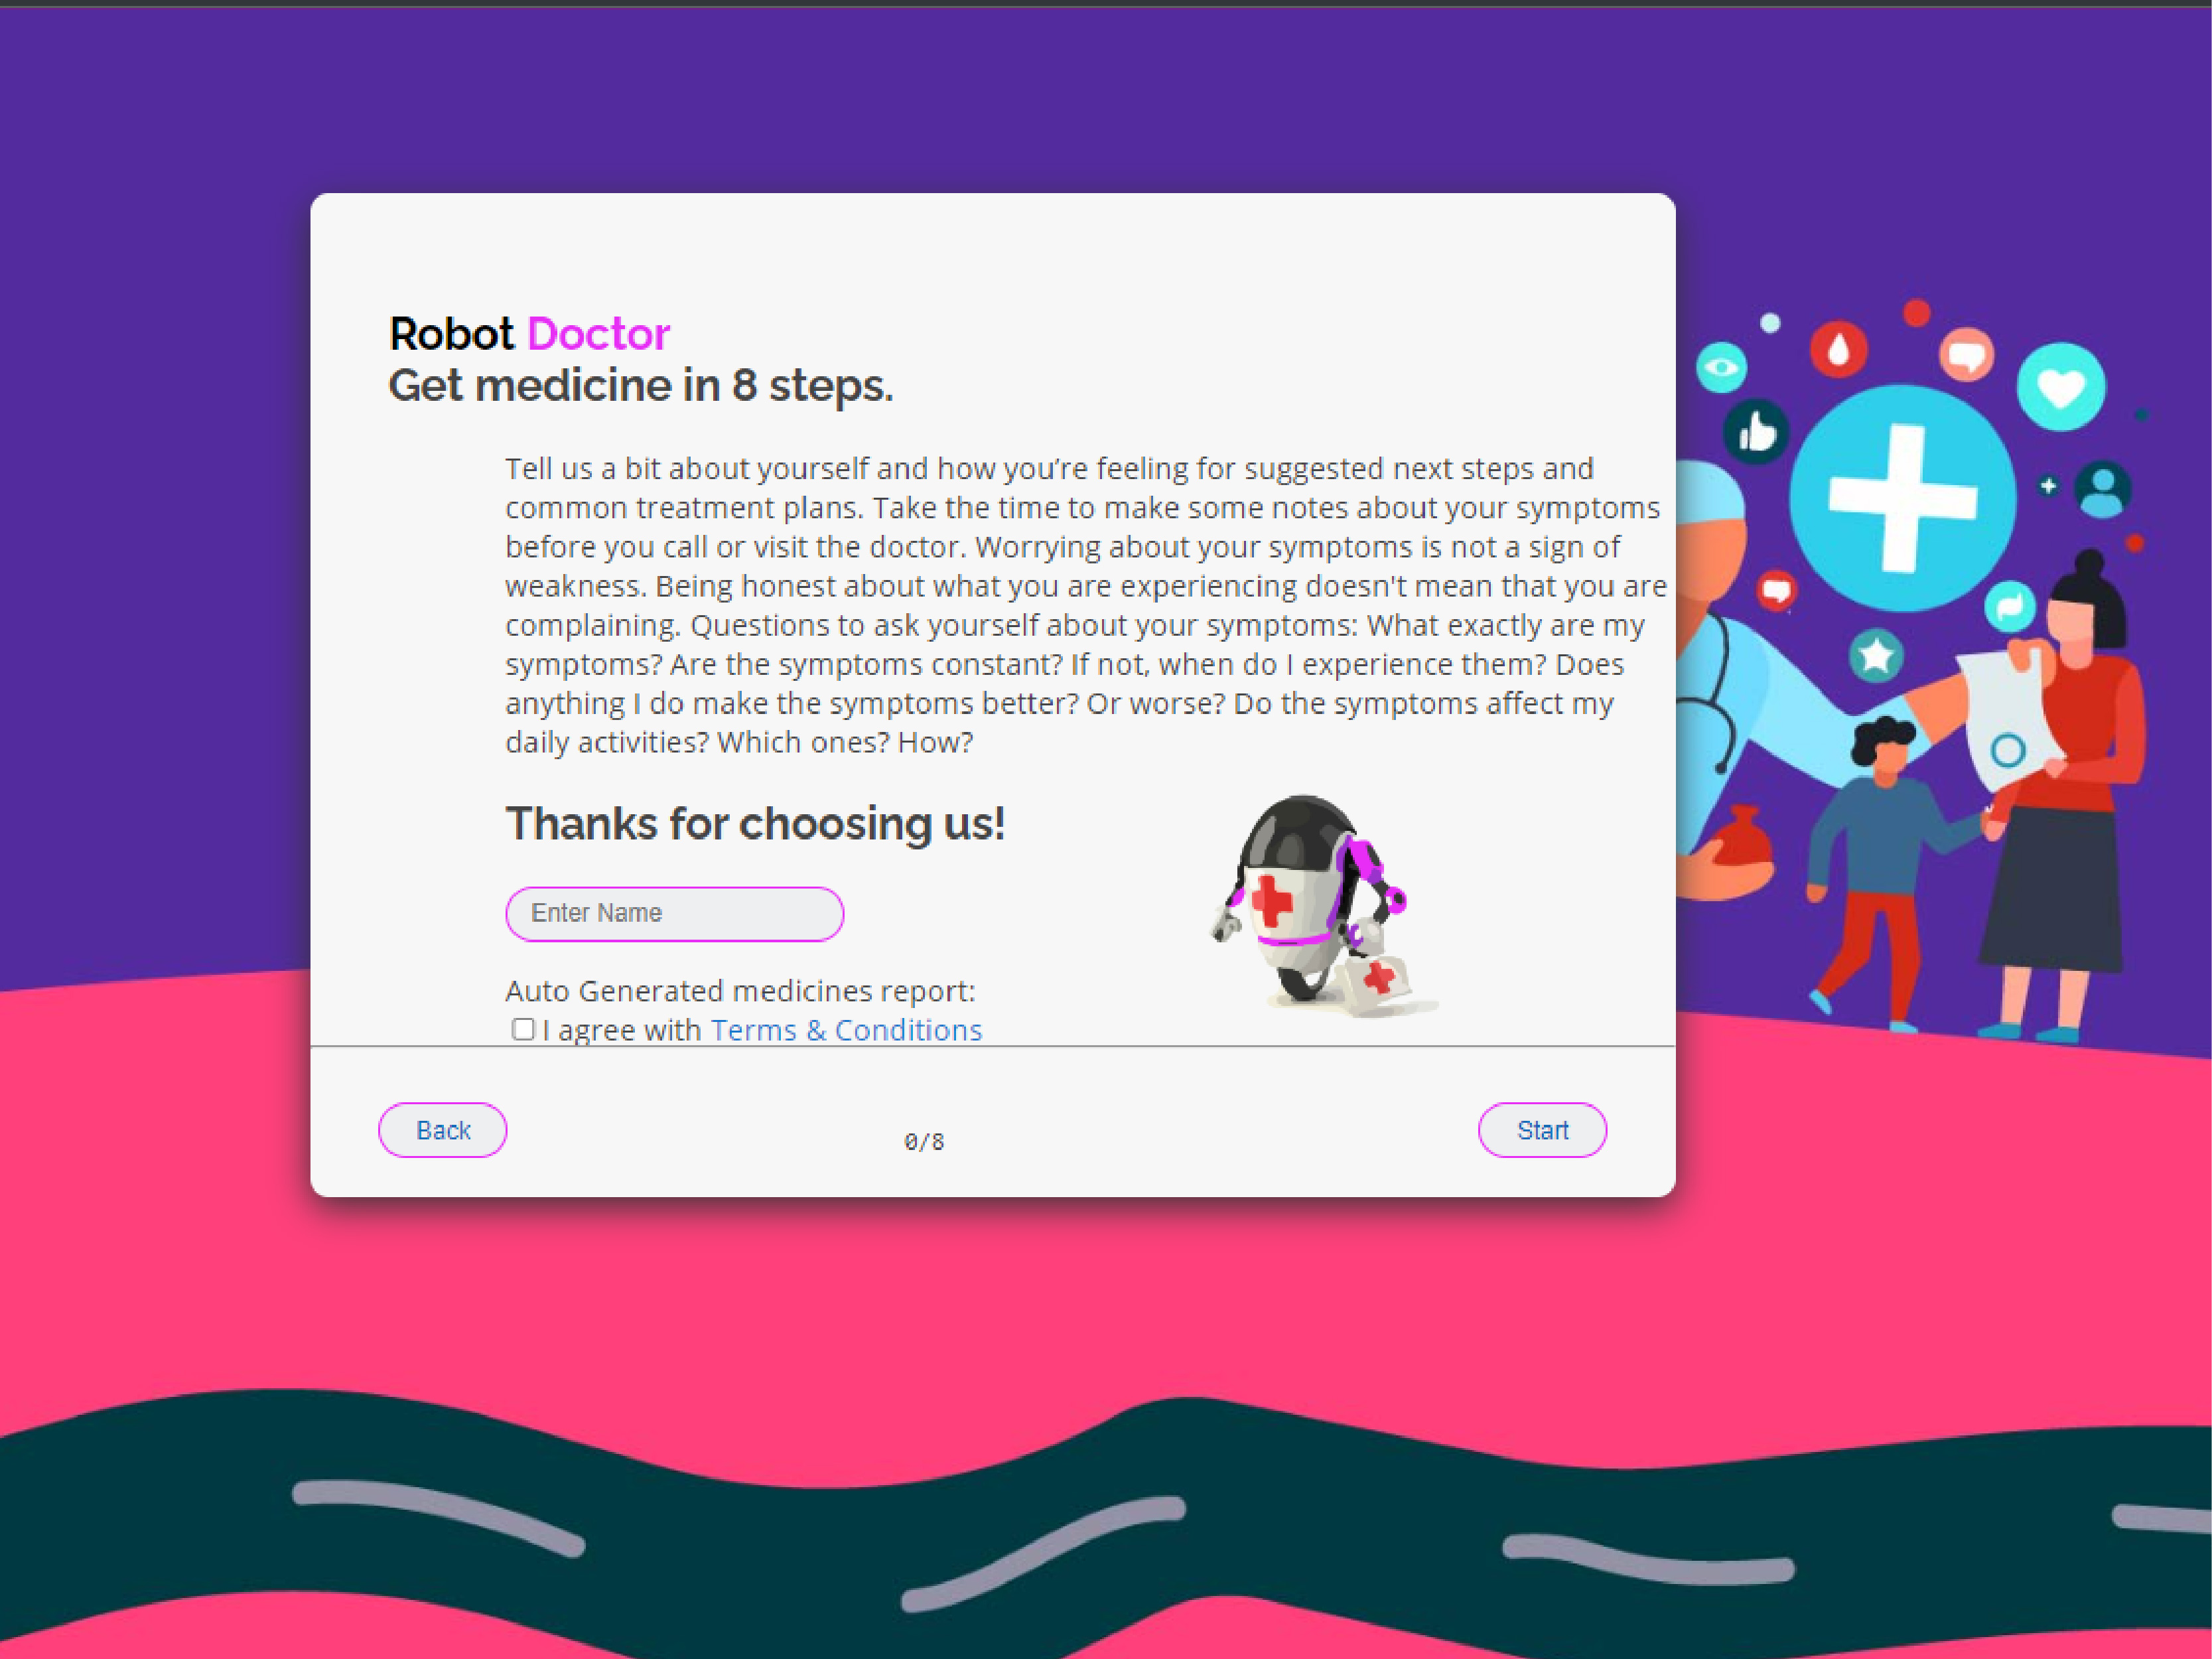 Robot Doctor
Get medicine in 8 steps.
Tell us a bit about yourself and how you’re feeling for suggested next steps and
common treatment plans. Take the time to make some notes about your symptoms
before you call or visit the doctor. Worrying about your symptoms is not a sign of
weakness. Being honest about what you are experiencing doesn't mean that you are
complaining. Questions to ask yourself about your symptoms: What exactly are my
symptoms? Are the symptoms constant? If not, when do I experience them? Does
anything I do make the symptoms better? Or worse? Do the symptoms affect my
daily activities? Which ones? How?
Thanks for choosing us!
Enter Name
Auto Generated medicines report:
I agree with Terms & Conditions
Back
0/8
Start